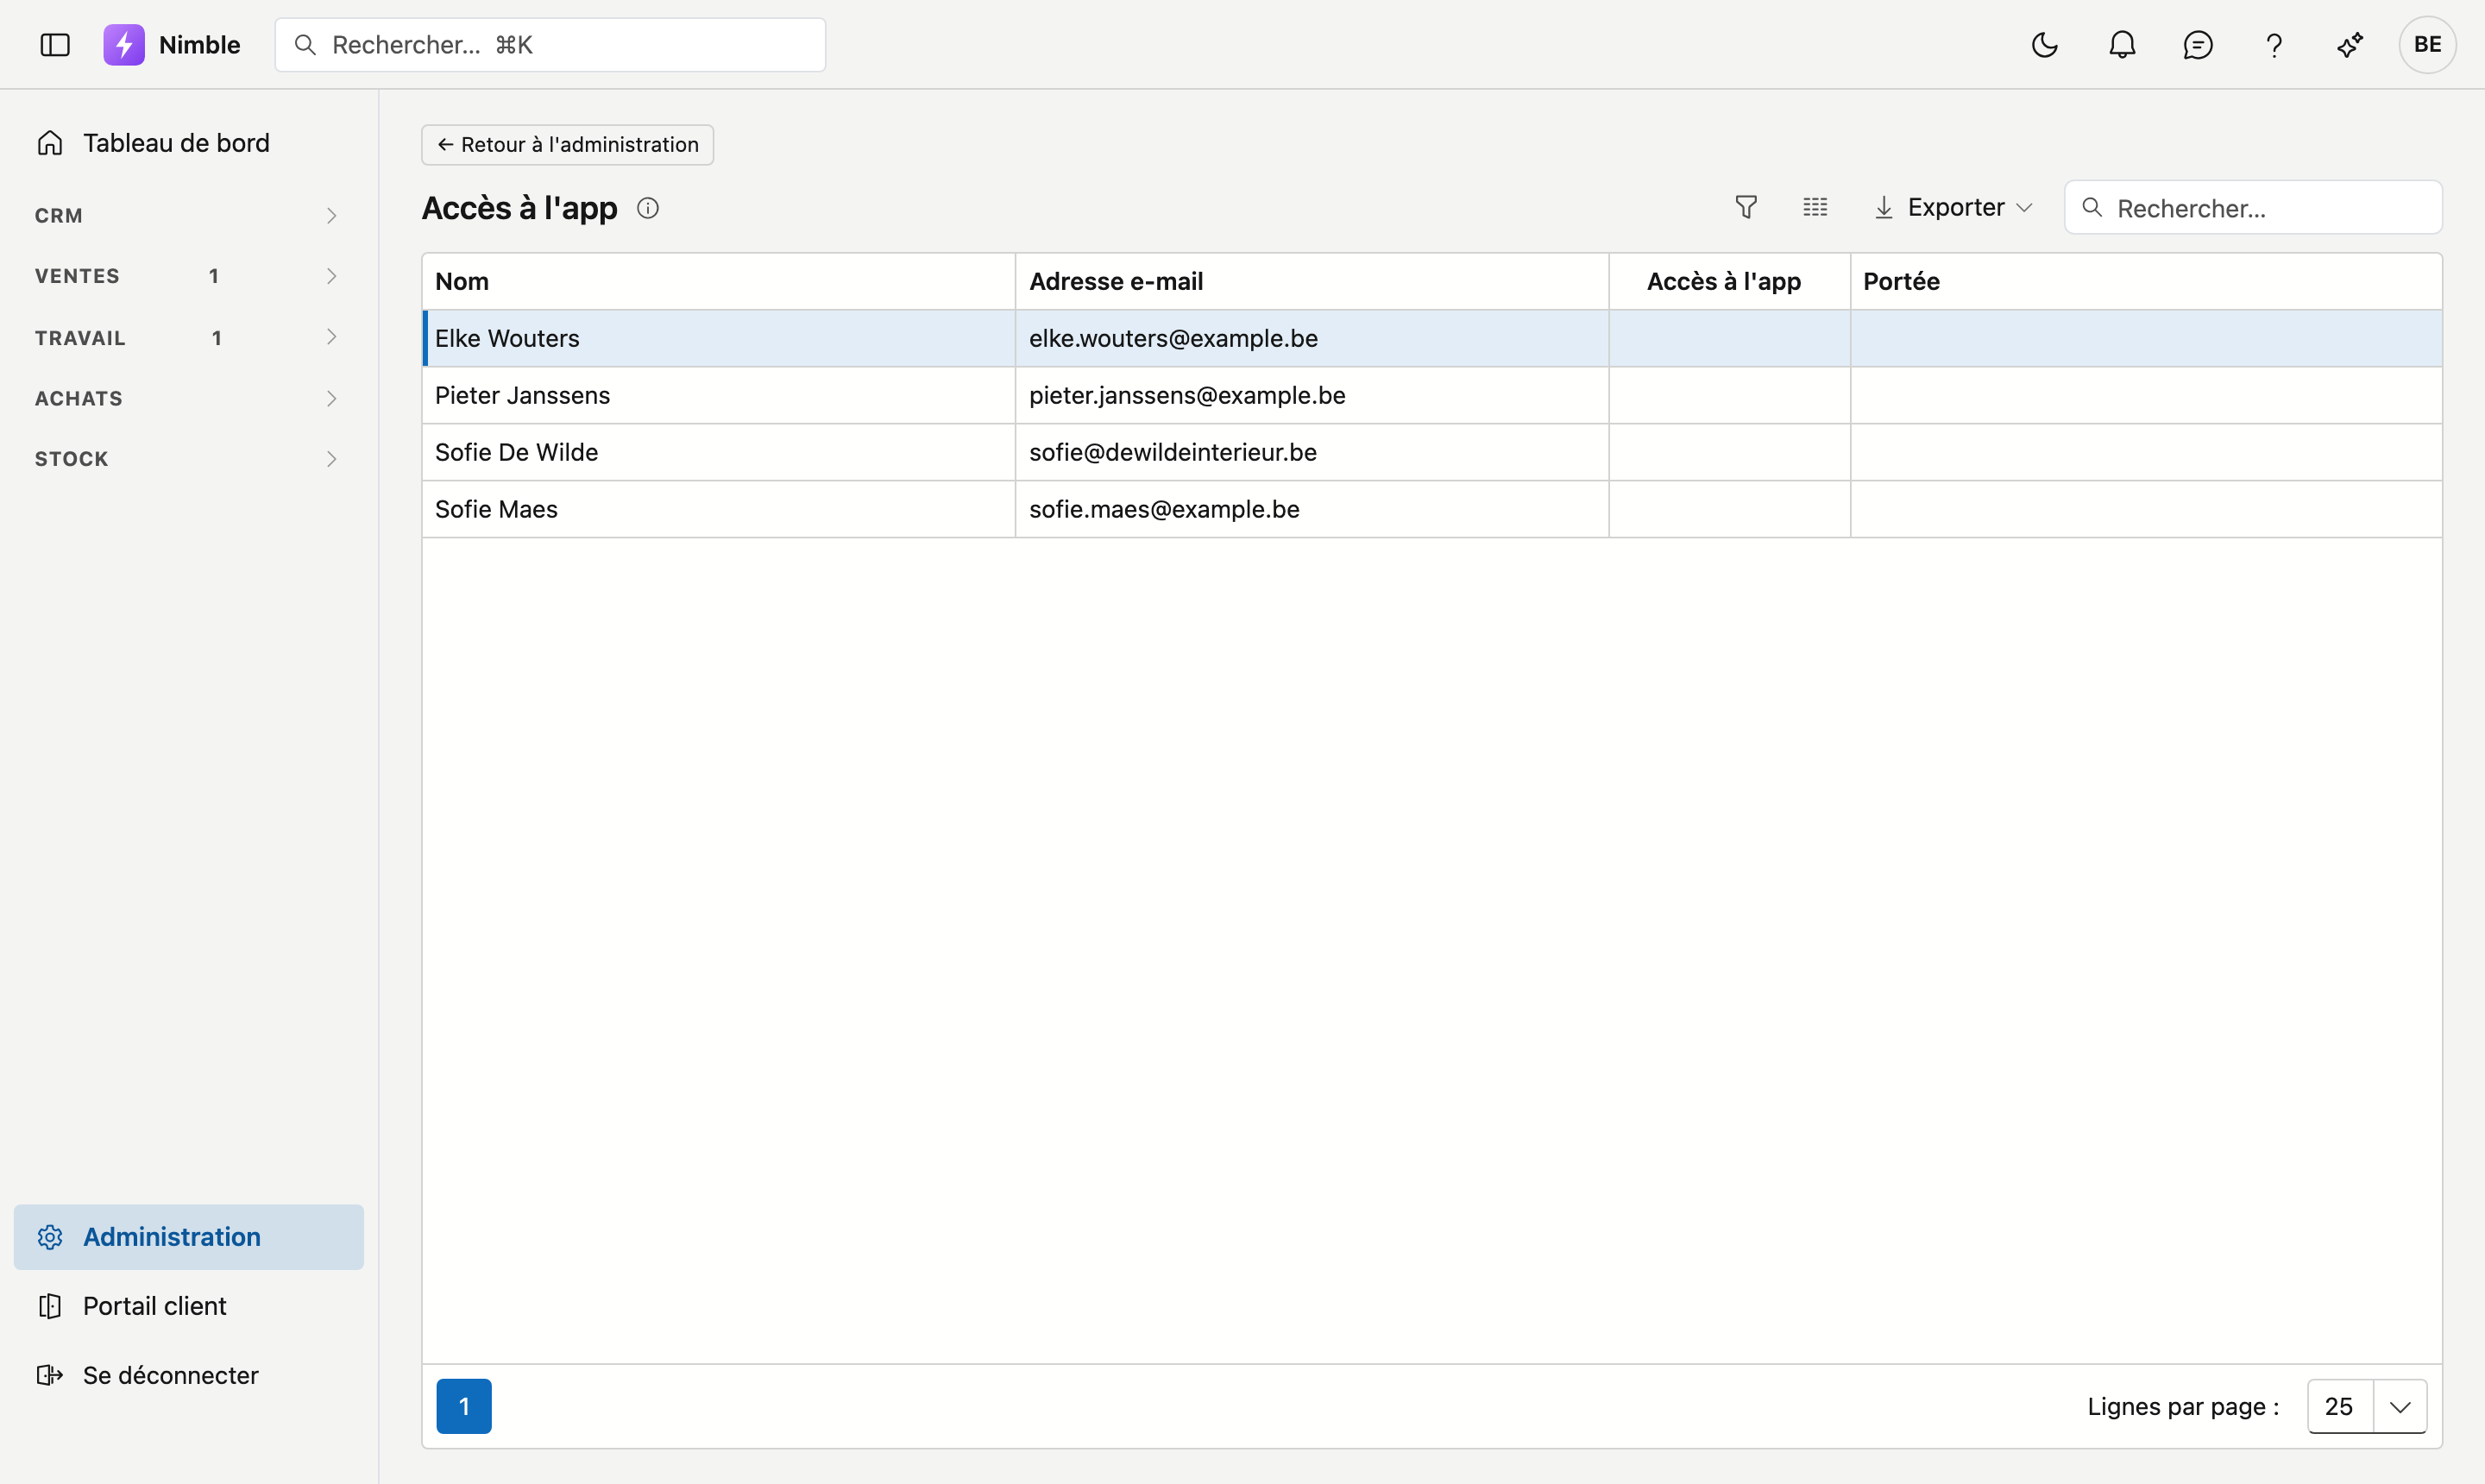 Nimble
Rechercher... ⌘K
BE
Tableau de bord
CRM
VENTES 1
TRAVAIL 1
ACHATS
STOCK
Administration
Portail client
Se déconnecter
← Retour à l'administration
Accès à l'app
Exporter
Rechercher...
Nom Adresse e-mail Accès à l'app Portée
Elke Wouters elke.wouters@example.be
Pieter Janssens pieter.janssens@example.be
Sofie De Wilde sofie@dewildeinterieur.be
Sofie Maes sofie.maes@example.be
1
Lignes par page : 25